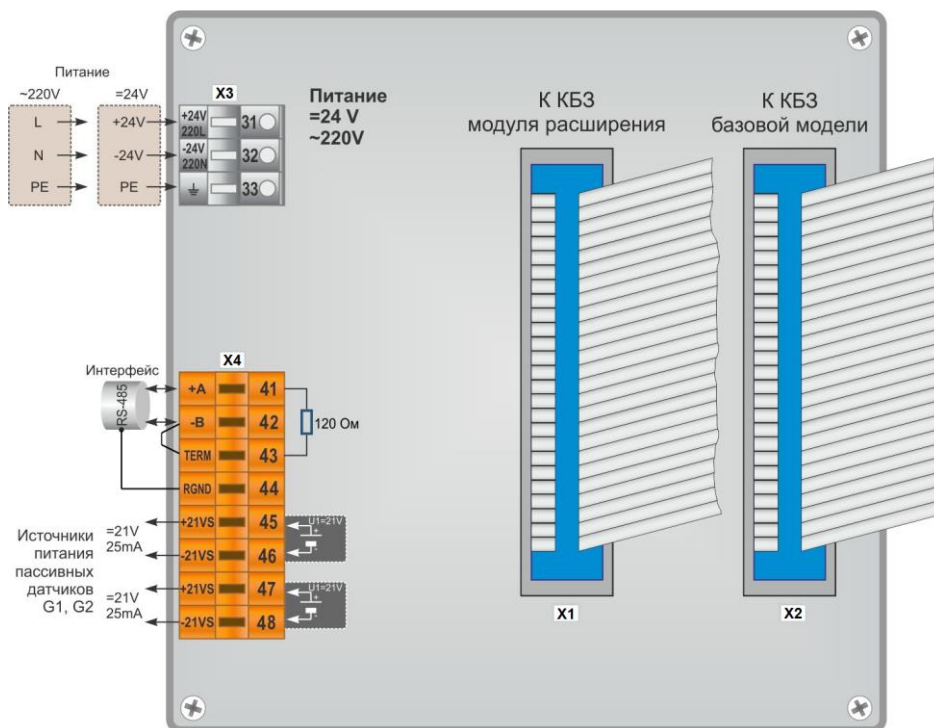 Питание
~220V
=24V
L
+24V
N
-24V
PE
PE
X3
+24V
220L
31
-24V
220N
32
33
Питание
=24 V
~220V
К КБЗ
модуля расширения
К КБЗ
базовой модели
X1
X2
Интерфейс
RS-485
X4
+A
41
-B
42
TERM
43
RGND
44
+21VS
45
-21VS
46
+21VS
47
-21VS
48
120 Ом
Источники
питания
пассивных
датчиков
G1, G2
=21V
25mA
=21V
25mA
U1=21V
+
-
U1=21V
+
-